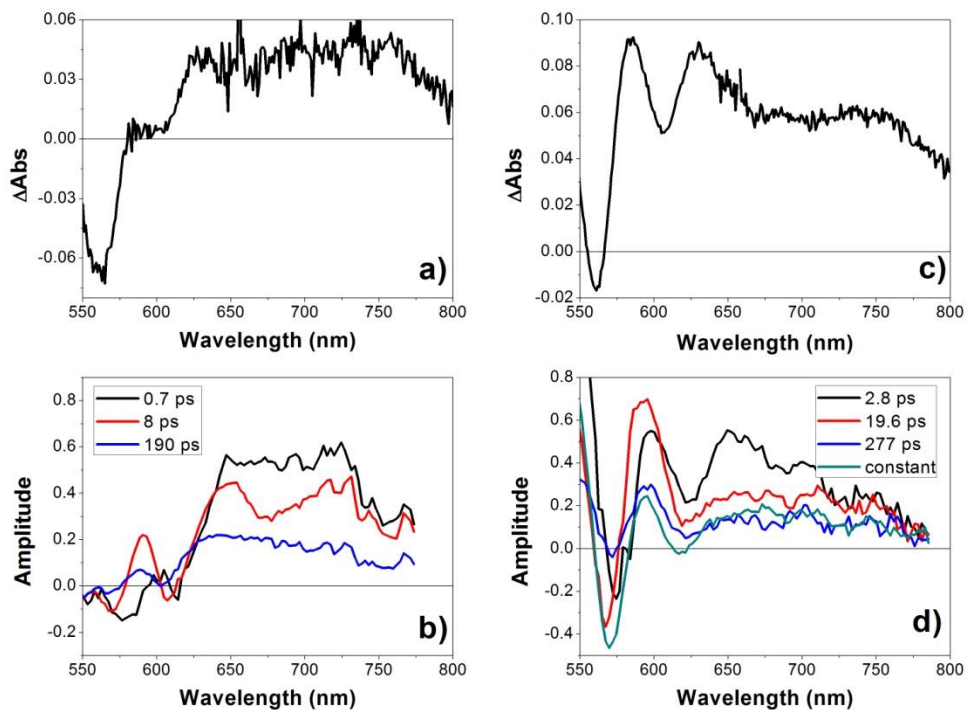 0.06
0.03
0.00
-0.03
-0.06
ΔAbs
550 600 650 700 750 800
Wavelength (nm)
a)
0.10
0.08
0.06
0.04
0.02
0.00
-0.02
ΔAbs
550 600 650 700 750 800
Wavelength (nm)
c)
0.8
0.6
0.4
0.2
0.0
-0.2
Amplitude
0.7 ps
8 ps
190 ps
550 600 650 700 750 800
Wavelength (nm)
b)
0.8
0.6
0.4
0.2
0.0
-0.2
-0.4
Amplitude
2.8 ps
19.6 ps
277 ps
constant
550 600 650 700 750 800
Wavelength (nm)
d)